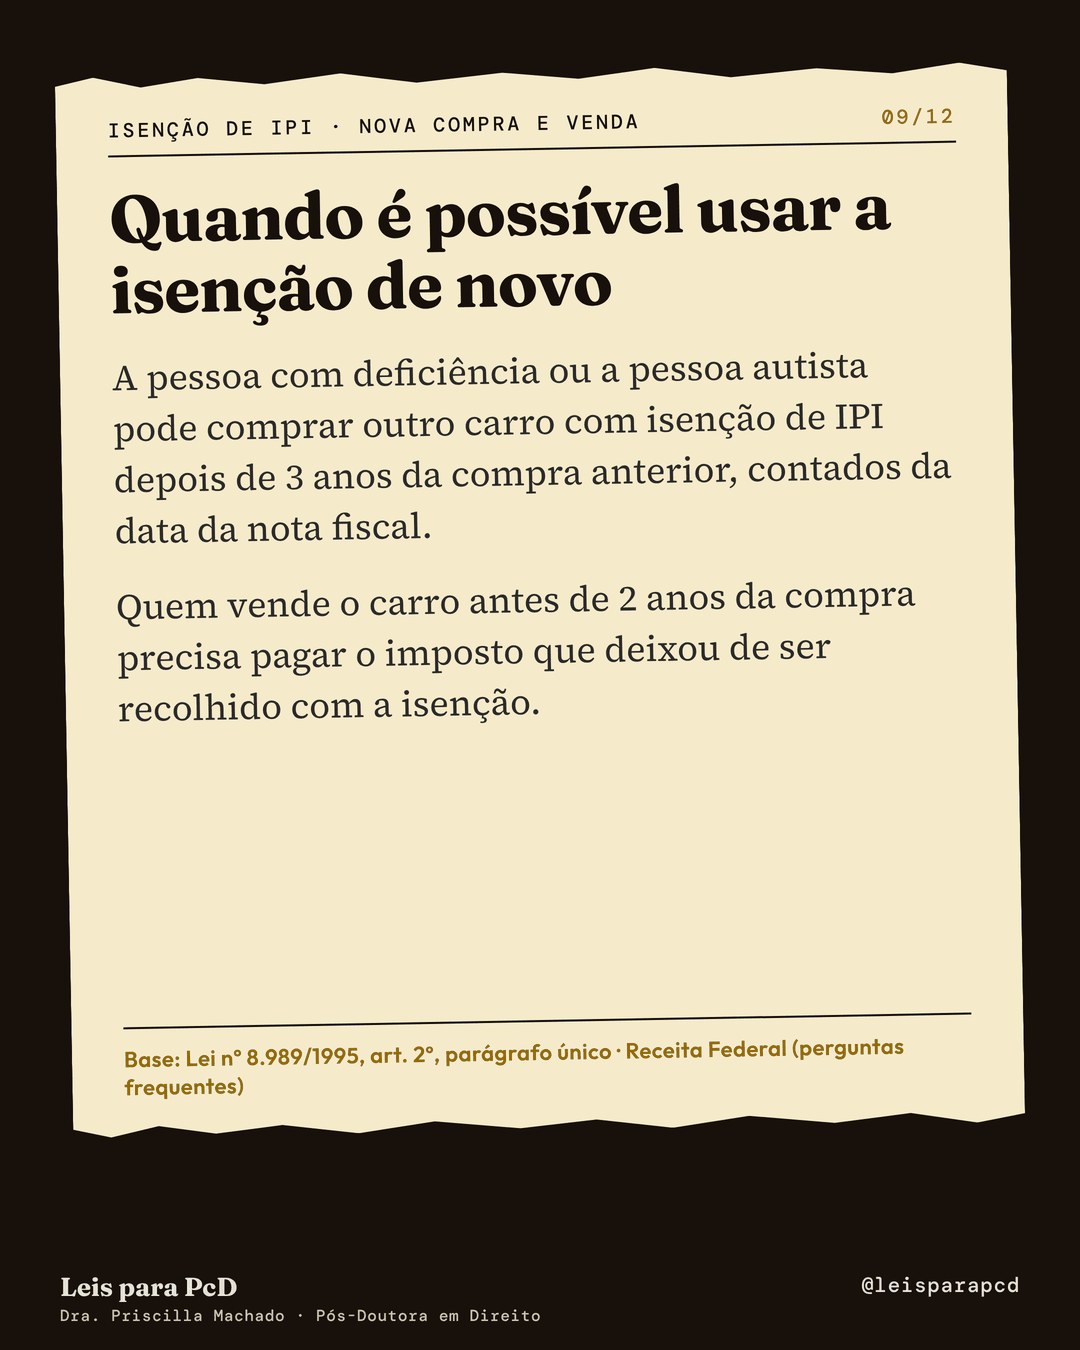 ISENÇÃO DE IPI · NOVA COMPRA E VENDA
09/12
Quando é possível usar a
isenção de novo
A pessoa com deficiência ou a pessoa autista
pode comprar outro carro com isenção de IPI
depois de 3 anos da compra anterior, contados da
data da nota fiscal.
Quem vende o carro antes de 2 anos da compra
precisa pagar o imposto que deixou de ser
recolhido com a isenção.
Base: Lei nº 8.989/1995, art. 2º, parágrafo único · Receita Federal (perguntas
frequentes)
Leis para PcD
@leisparapcd
Dra. Priscilla Machado · Pós-Doutora em Direito